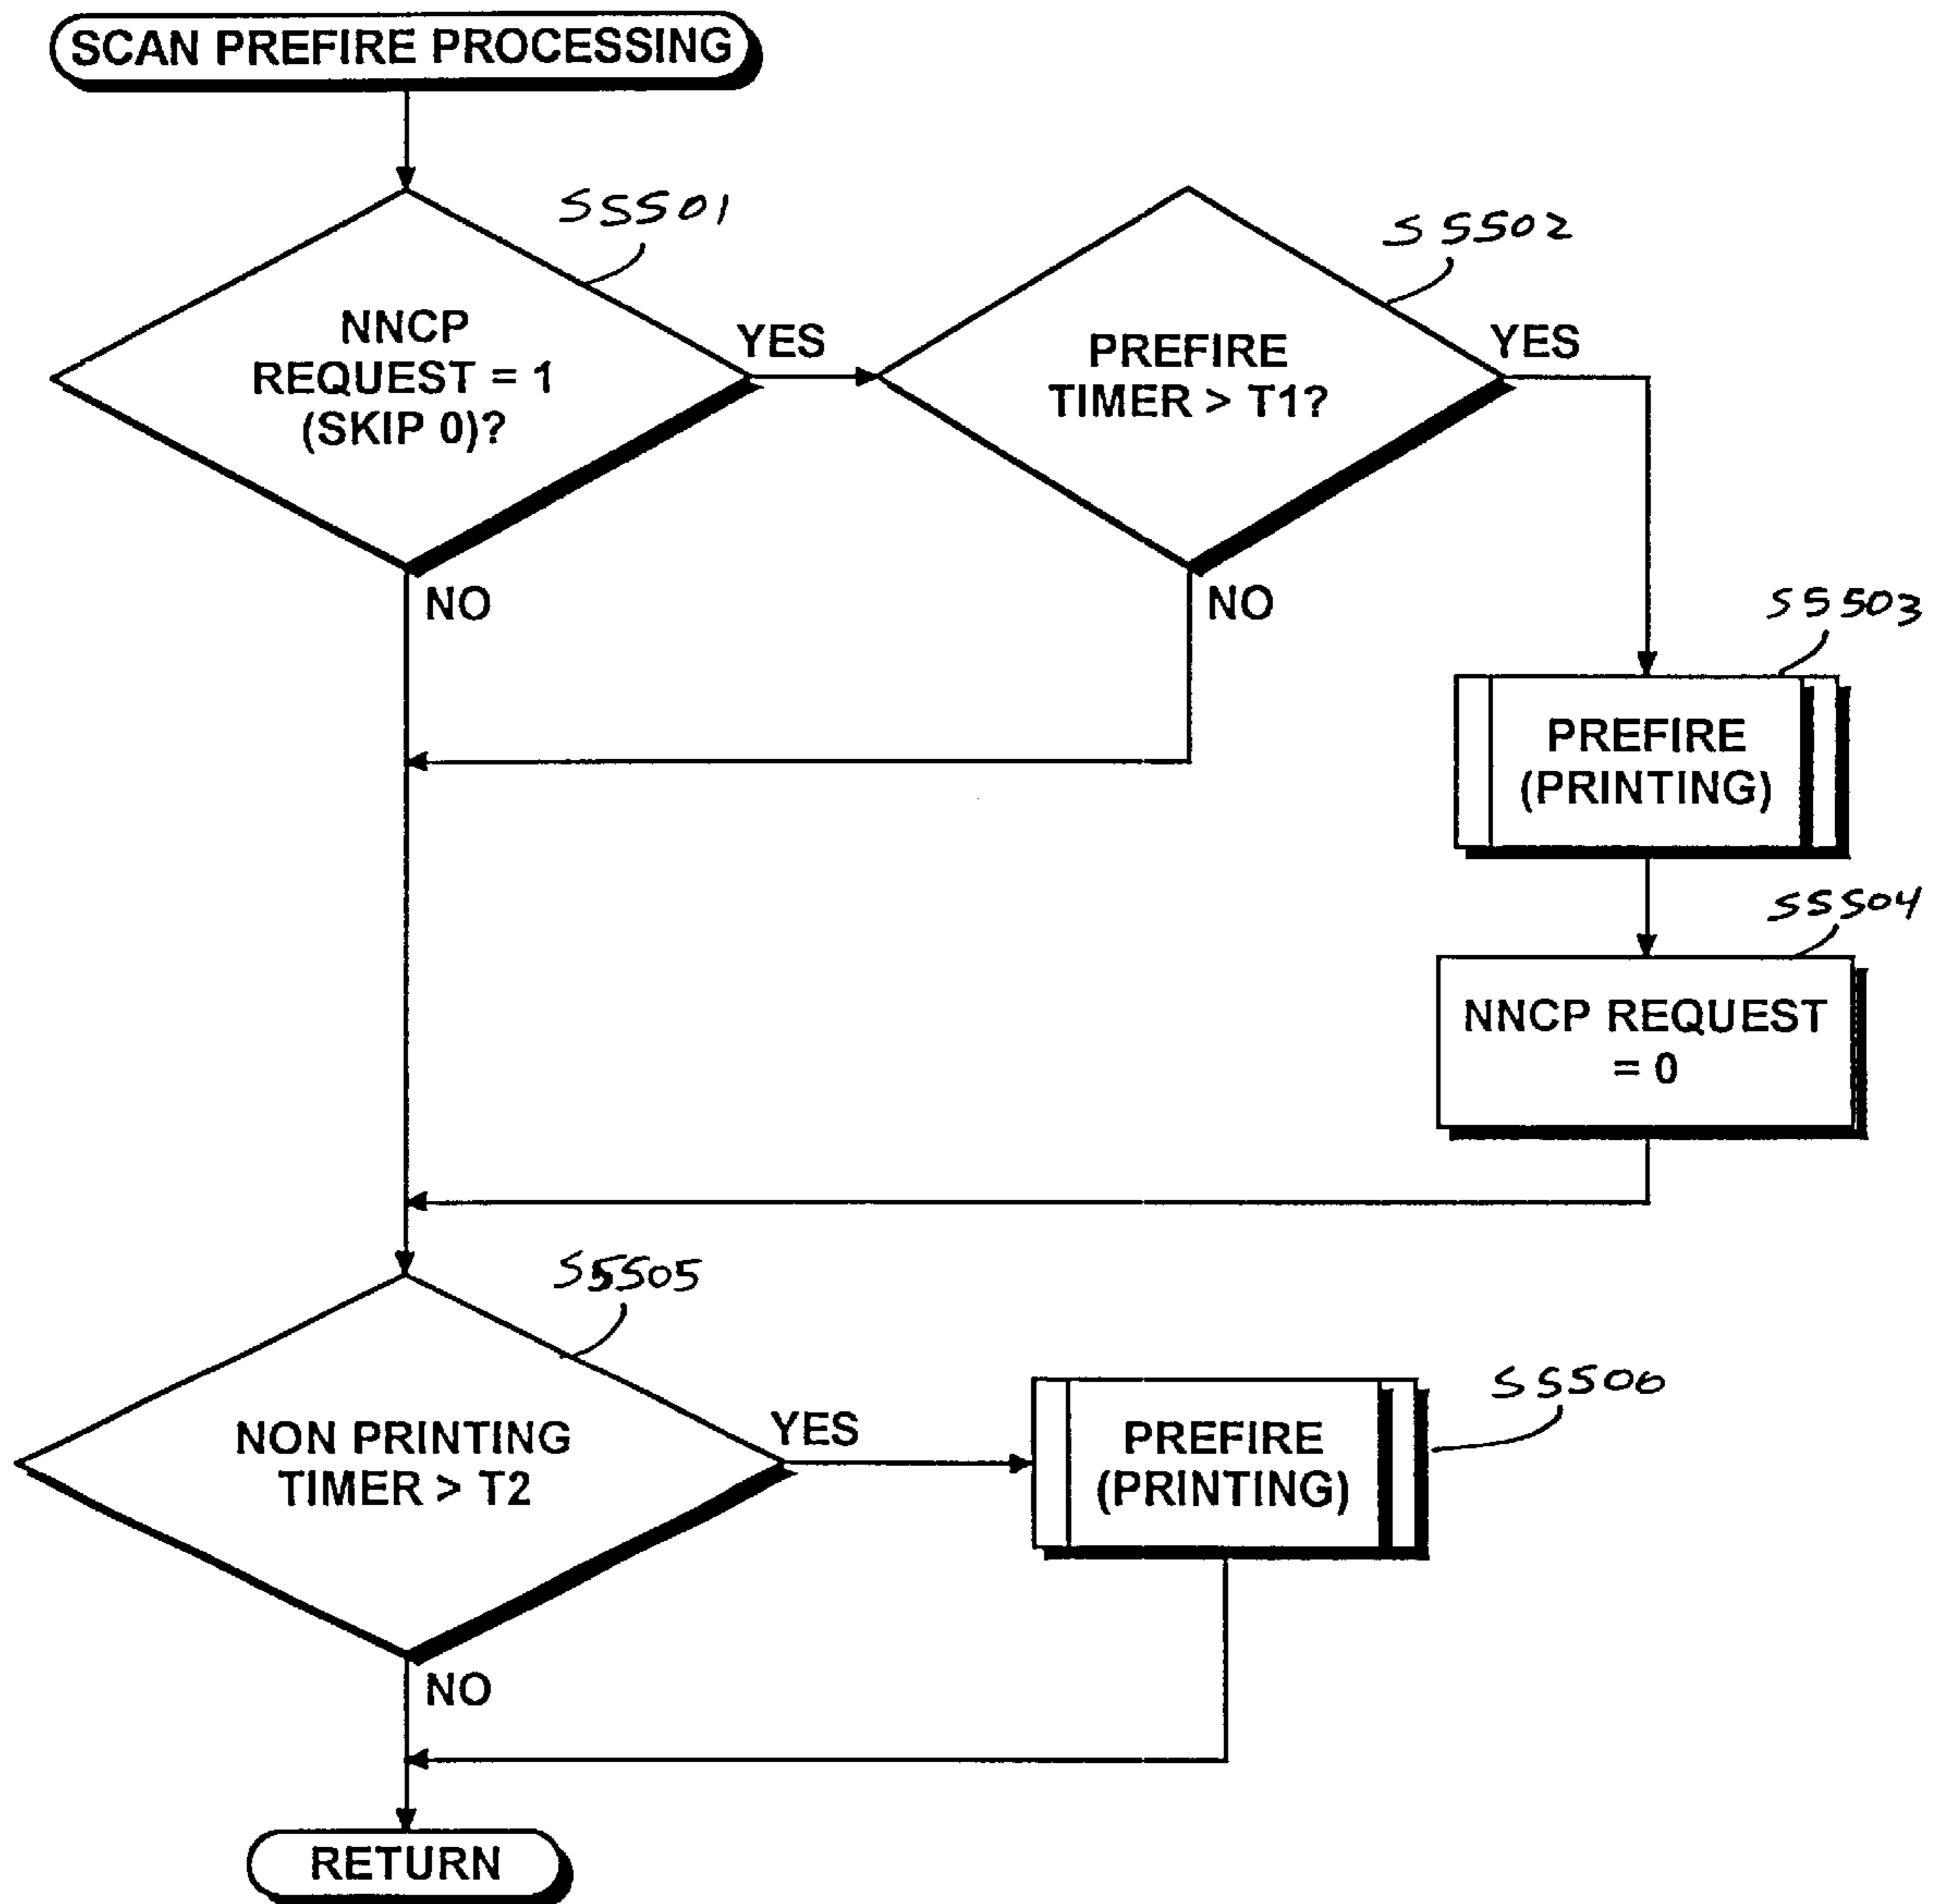 SCAN PREFIRE PROCESSING
S5501
S5502
NNCP
REQUEST = 1
(SKIP 0)?
YES
PREFIRE
TIMER > T1?
YES
NO
NO
S5503
PREFIRE
(PRINTING)
S5504
NNCP REQUEST
= 0
S5505
NON PRINTING
TIMER > T2
YES
PREFIRE
(PRINTING)
S5506
NO
RETURN